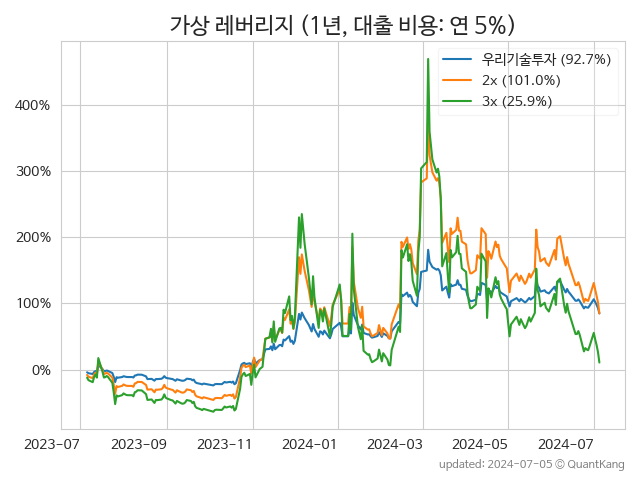 가상 레버리지 (1년, 대출 비용: 연 5%)
우리기술투자 (92.7%)
2x (101.0%)
3x (25.9%)
400%
300%
200%
100%
0%
2023-07
2023-09
2023-11
2024-01
2024-03
2024-05
2024-07
updated: 2024-07-05 © QuantKang